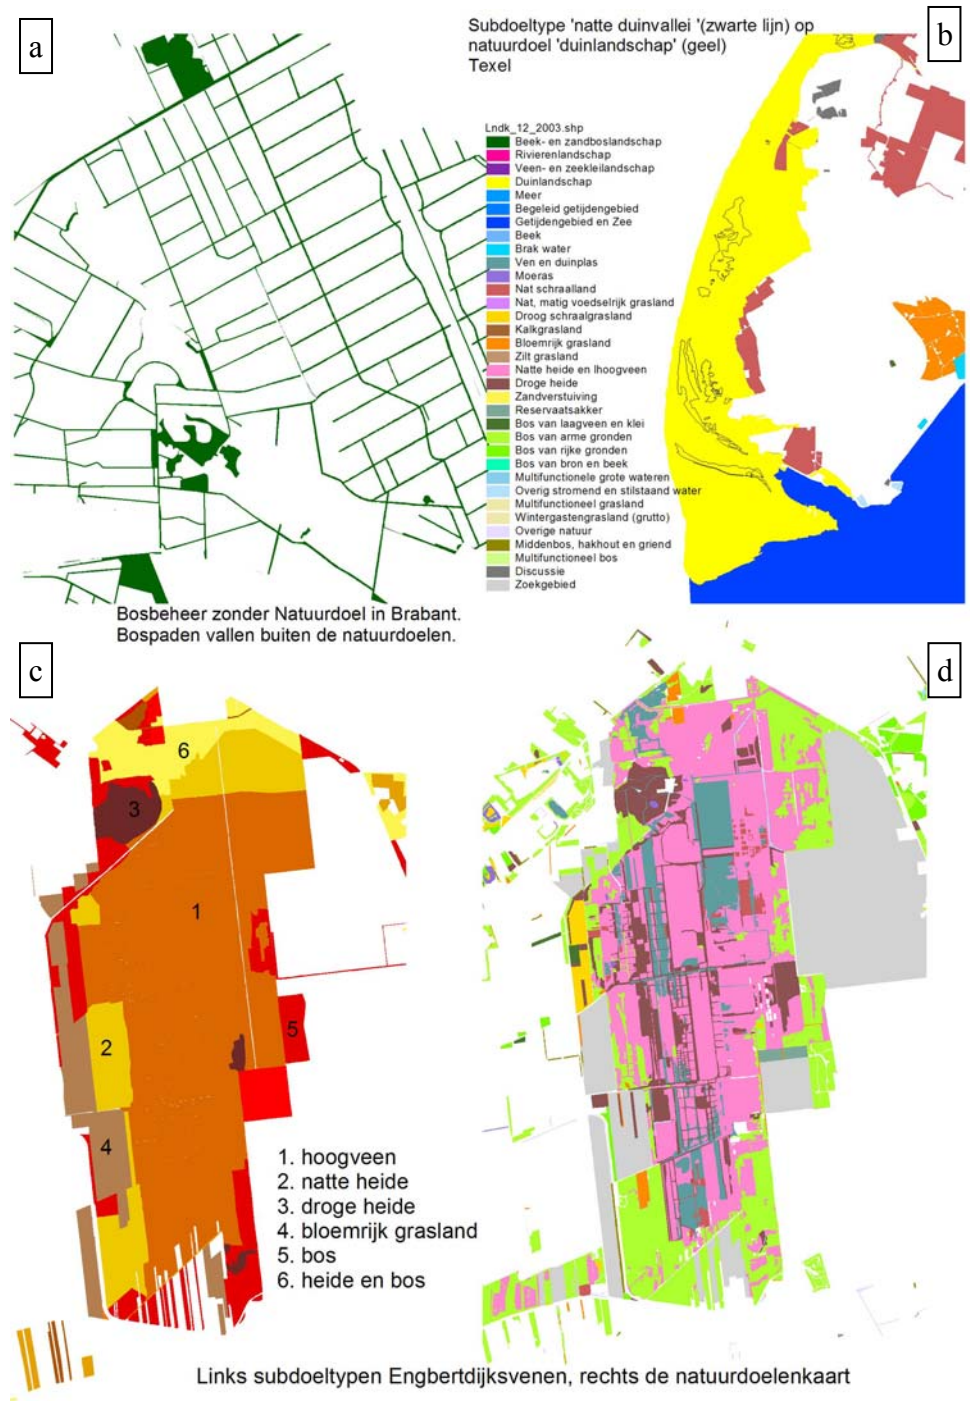 a
Subdoeltype 'natte duinvallei '(zwarte lijn) op
natuurdoel 'duinlandschap' (geel)
Texel
b
Lndk_12_2003.shp
Beek- en zandboslandschap
Rivierenlandschap
Veen- en zeekleilandschap
Duinlandschap
Meer
Begeleid getijdengebied
Getijdengebied en Zee
Beek
Brak water
Ven en duinplas
Moeras
Nat schraalland
Nat, matig voedselrijk grasland
Droog schraalgrasland
Kalkgrasland
Bloemrijk grasland
Zilt grasland
Natte heide en lhoogveen
Droge heide
Zandverstuiving
Reservaatsakker
Bos van laagveen en klei
Bos van arme gronden
Bos van rijke gronden
Bos van bron en beek
Multifunctionele grote wateren
Overig stromend en stilstaand water
Multifunctioneel grasland
Wintergastengrasland (grutto)
Overige natuur
Middenbos, hakhout en griend
Multifunctioneel bos
Discussie
Zoekgebied
Bosbeheer zonder Natuurdoel in Brabant.
Bospaden vallen buiten de natuurdoelen.
c
d
6
3
1
5
2
4
1. hoogveen
2. natte heide
3. droge heide
4. bloemrijk grasland
5. bos
6. heide en bos
Links subdoeltypen Engbertdijksvenen, rechts de natuurdoelenkaart